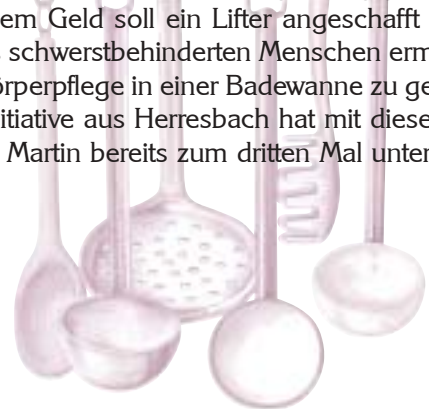 em Geld soll ein Lifter angeschafft
schwerstbehinderten Menschen erm
örperpflege in einer Badewanne zu ge
itiative aus Herresbach hat mit diese
Martin bereits zum dritten Mal unter